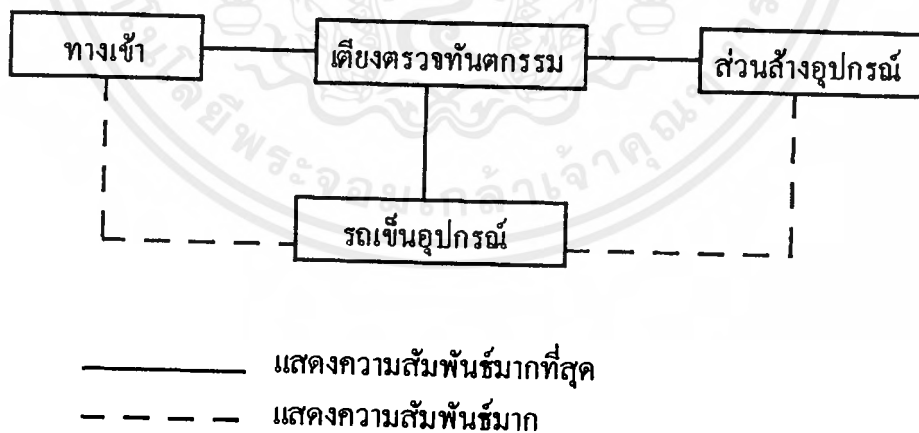 ทางเข้า
เตียงตรวจทันตกรรม
ส่วนล้างอุปกรณ์
รถเข็นอุปกรณ์
แสดงความสัมพันธ์มากที่สุด
แสดงความสัมพันธ์มาก